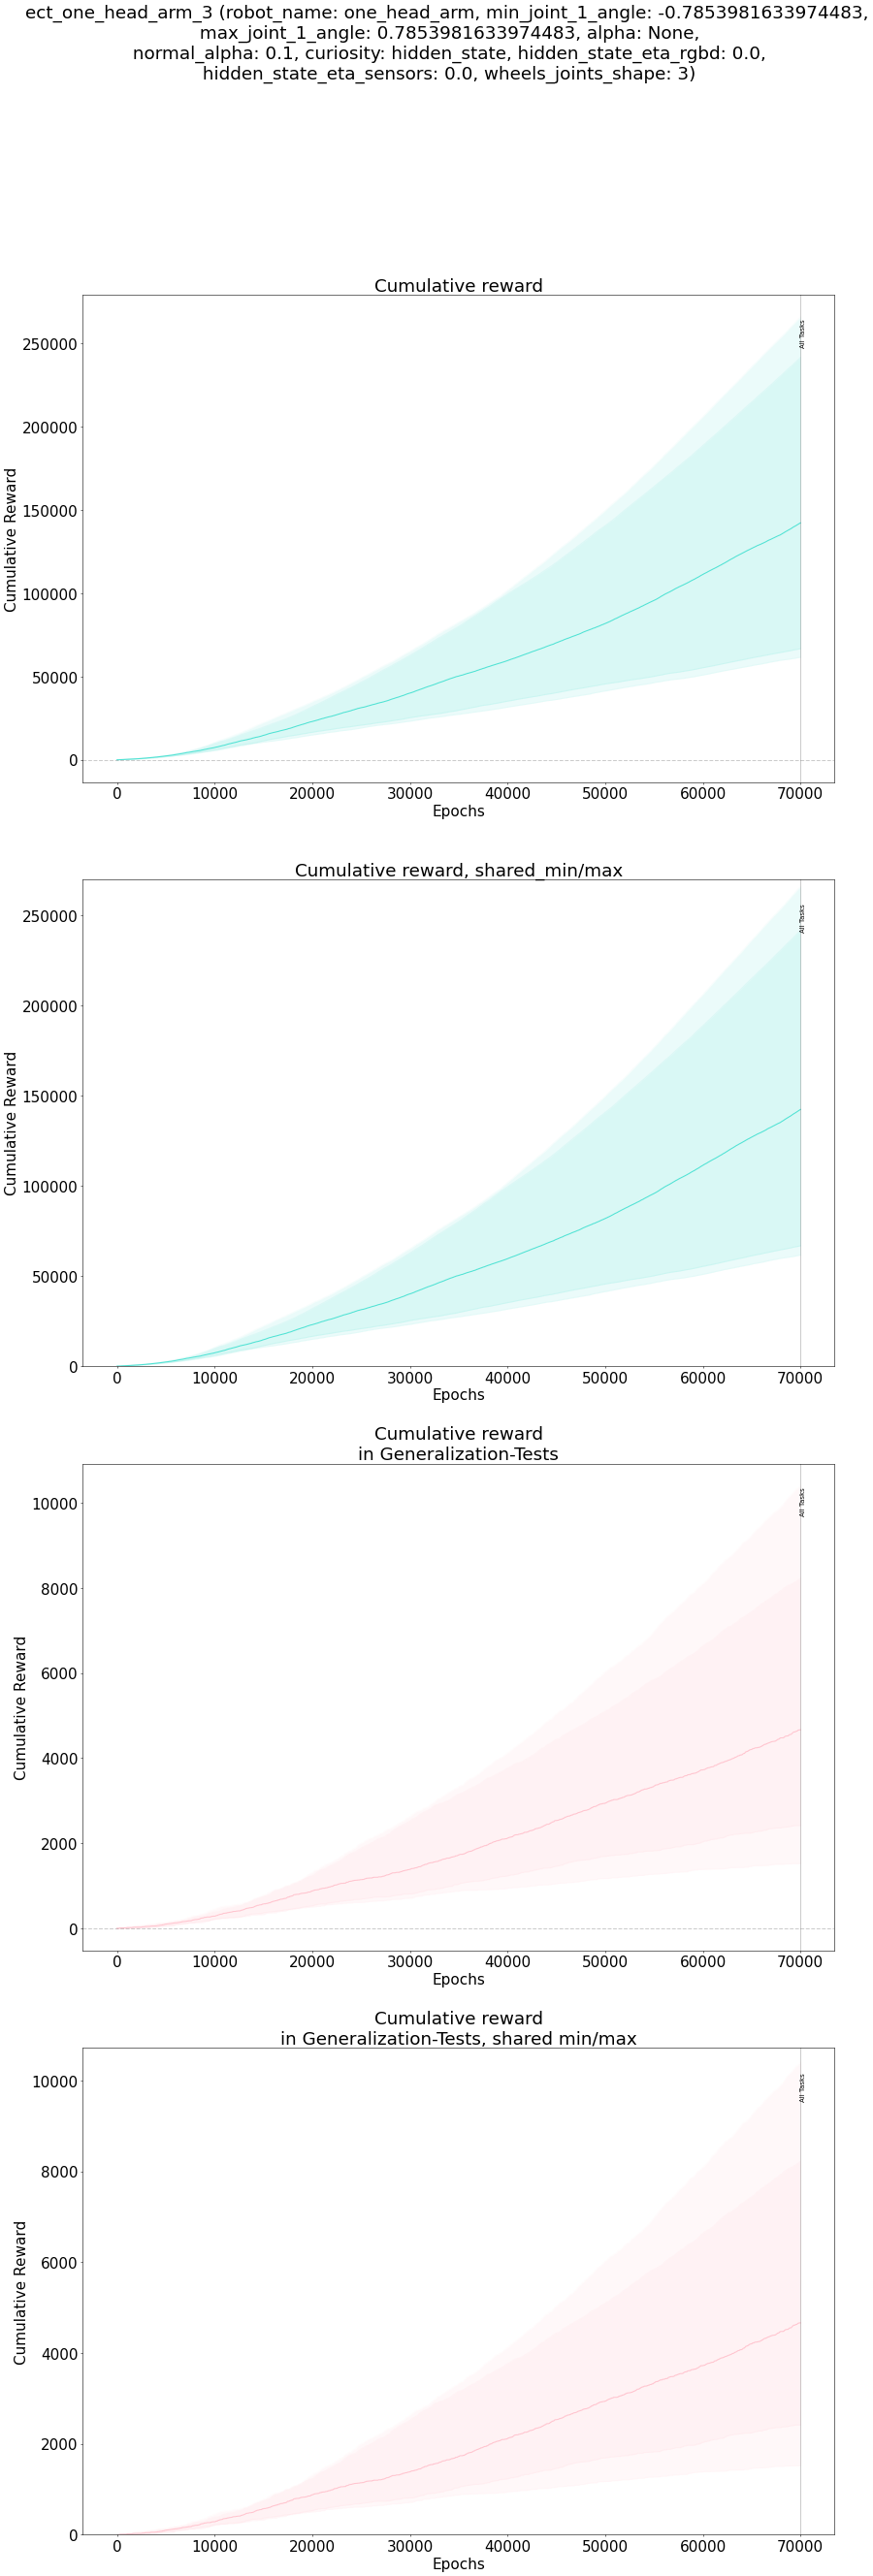 ect_one_head_arm_3 (robot_name: one_head_arm, min_joint_1_angle: -0.7853981633974483,
max_joint_1_angle: 0.7853981633974483, alpha: None,
normal_alpha: 0.1, curiosity: hidden_state, hidden_state_eta_rgbd: 0.0,
hidden_state_eta_sensors: 0.0, wheels_joints_shape: 3)
Cumulative reward
All Tasks
250000
200000
150000
100000
50000
0
Cumulative Reward
0 10000 20000 30000 40000 50000 60000 70000
Epochs
Cumulative reward, shared_min/max
All Tasks
250000
200000
150000
100000
50000
0
Cumulative Reward
0 10000 20000 30000 40000 50000 60000 70000
Epochs
Cumulative reward
in Generalization-Tests
All Tasks
10000
8000
6000
4000
2000
0
Cumulative Reward
0 10000 20000 30000 40000 50000 60000 70000
Epochs
Cumulative reward
in Generalization-Tests, shared min/max
All Tasks
10000
8000
6000
4000
2000
0
Cumulative Reward
0 10000 20000 30000 40000 50000 60000 70000
Epochs